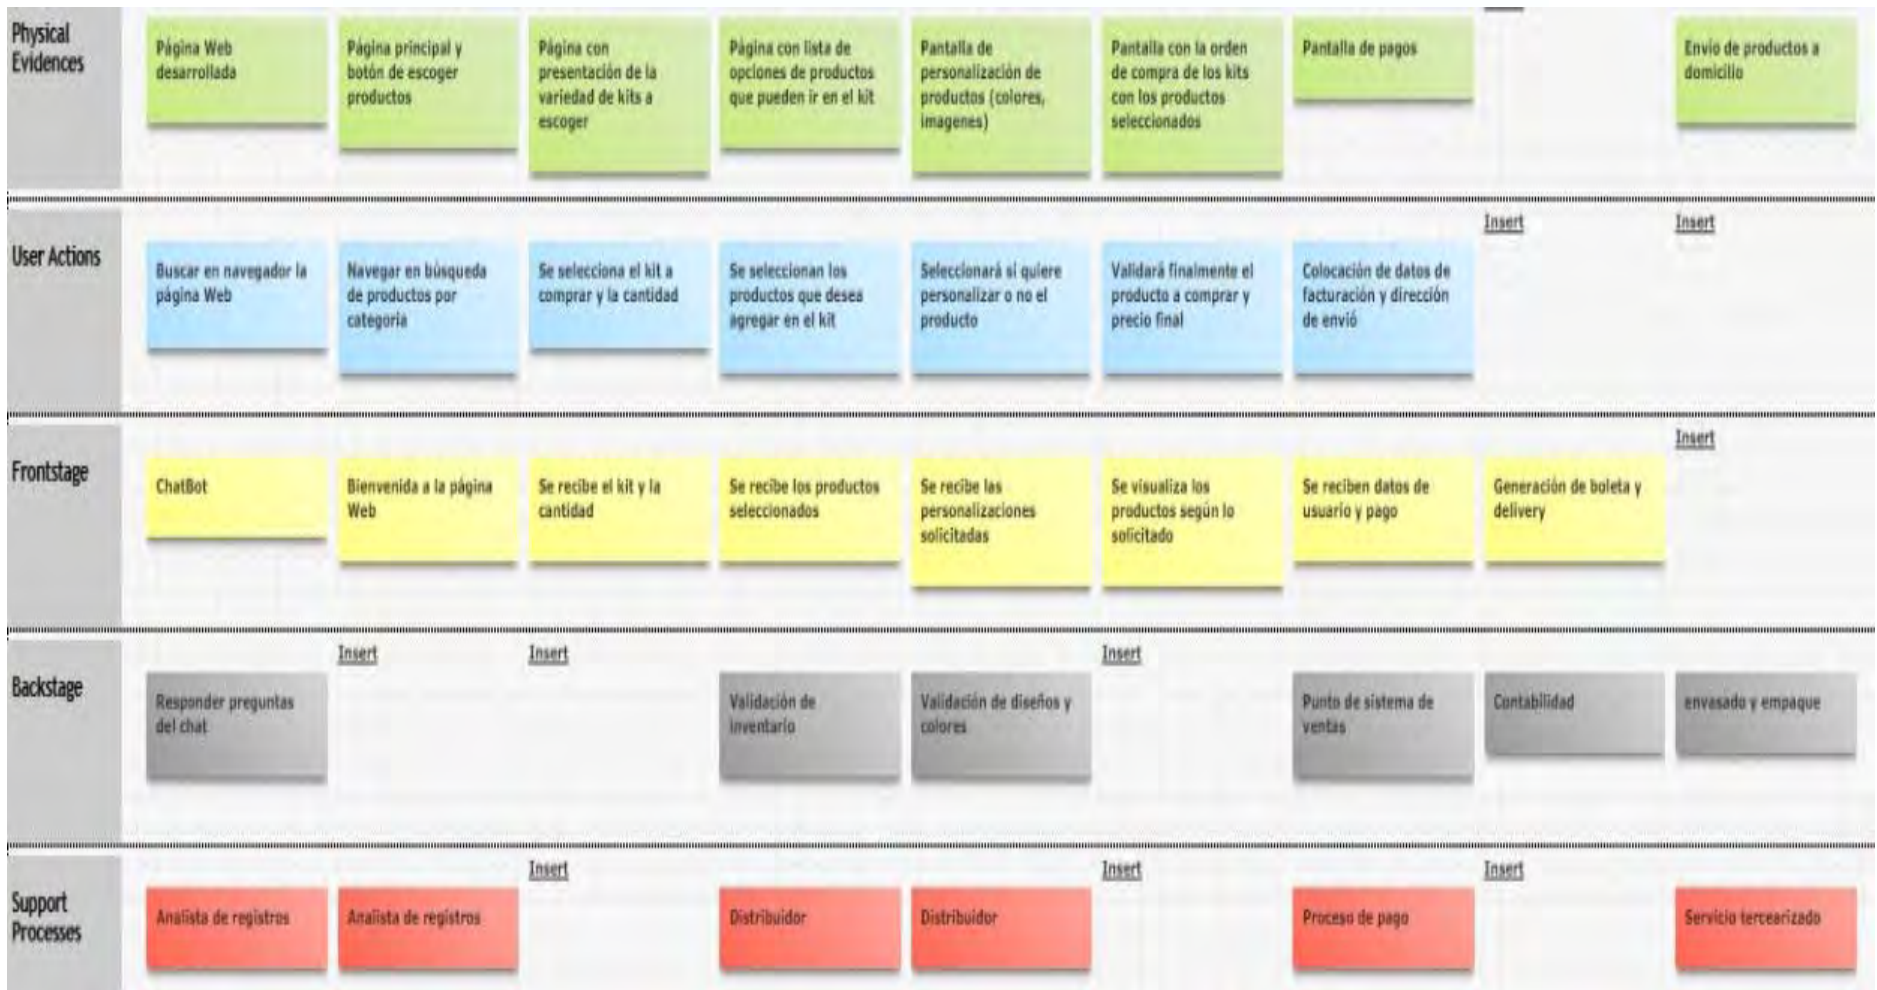 Physical
Evidences
Página Web
desarrollada
Página principal y
botón de escoger
productos
Página con
presentación de la
variedad de kits a
escoger
Página con lista de
opciones de productos
que pueden ir en el kit
Pantalla de
personalización de
productos (colores,
imagenes)
Pantalla con la orden
de compra de los kits
con los productos
seleccionados
Pantalla de pagos
Envio de productos a
domicilio
User Actions
Insert
Insert
Buscar en navegador la
página Web
Navegar en búsqueda
de productos por
categoria
Se selecciona el kit a
comprar y la cantidad
Se seleccionan los
productos que desea
agregar en el kit
Seleccionará si quiere
personalizar o no el
producto
Validará finalmente el
producto a comprar y
precio final
Colocación de datos de
facturación y dirección
de envió
Frontstage
Insert
ChatBot
Bienvenida a la página
Web
Se recibe el kit y la
cantidad
Se recibe los productos
seleccionados
Se recibe las
personalizaciones
solicitadas
Se visualiza los
productos según lo
solicitado
Se reciben datos de
usuario y pago
Generación de boleta y
delivery
Backstage
Insert
Insert
Insert
Responder preguntas
del chat
Validación de
inventario
Validación de diseños y
colores
Punto de sistema de
ventas
Contabilidad
envasado y empaque
Support
Processes
Insert
Insert
Insert
Analista de registros
Analista de registros
Distribuidor
Distribuidor
Proceso de pago
Servicio tercearizado